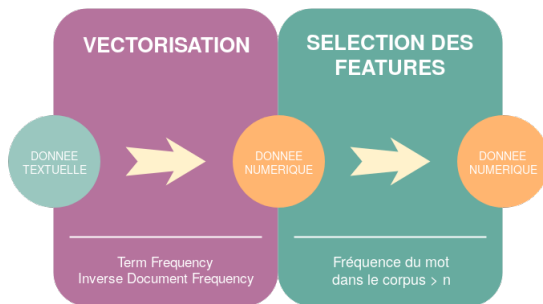 VECTORISATION
SELECTION DES
FEATURES
DONNEE
TEXTUELLE
DONNEE
NUMERIQUE
DONNEE
NUMERIQUE
Term Frequency
Inverse Document Frequency
Fréquence du mot
dans le corpus > n